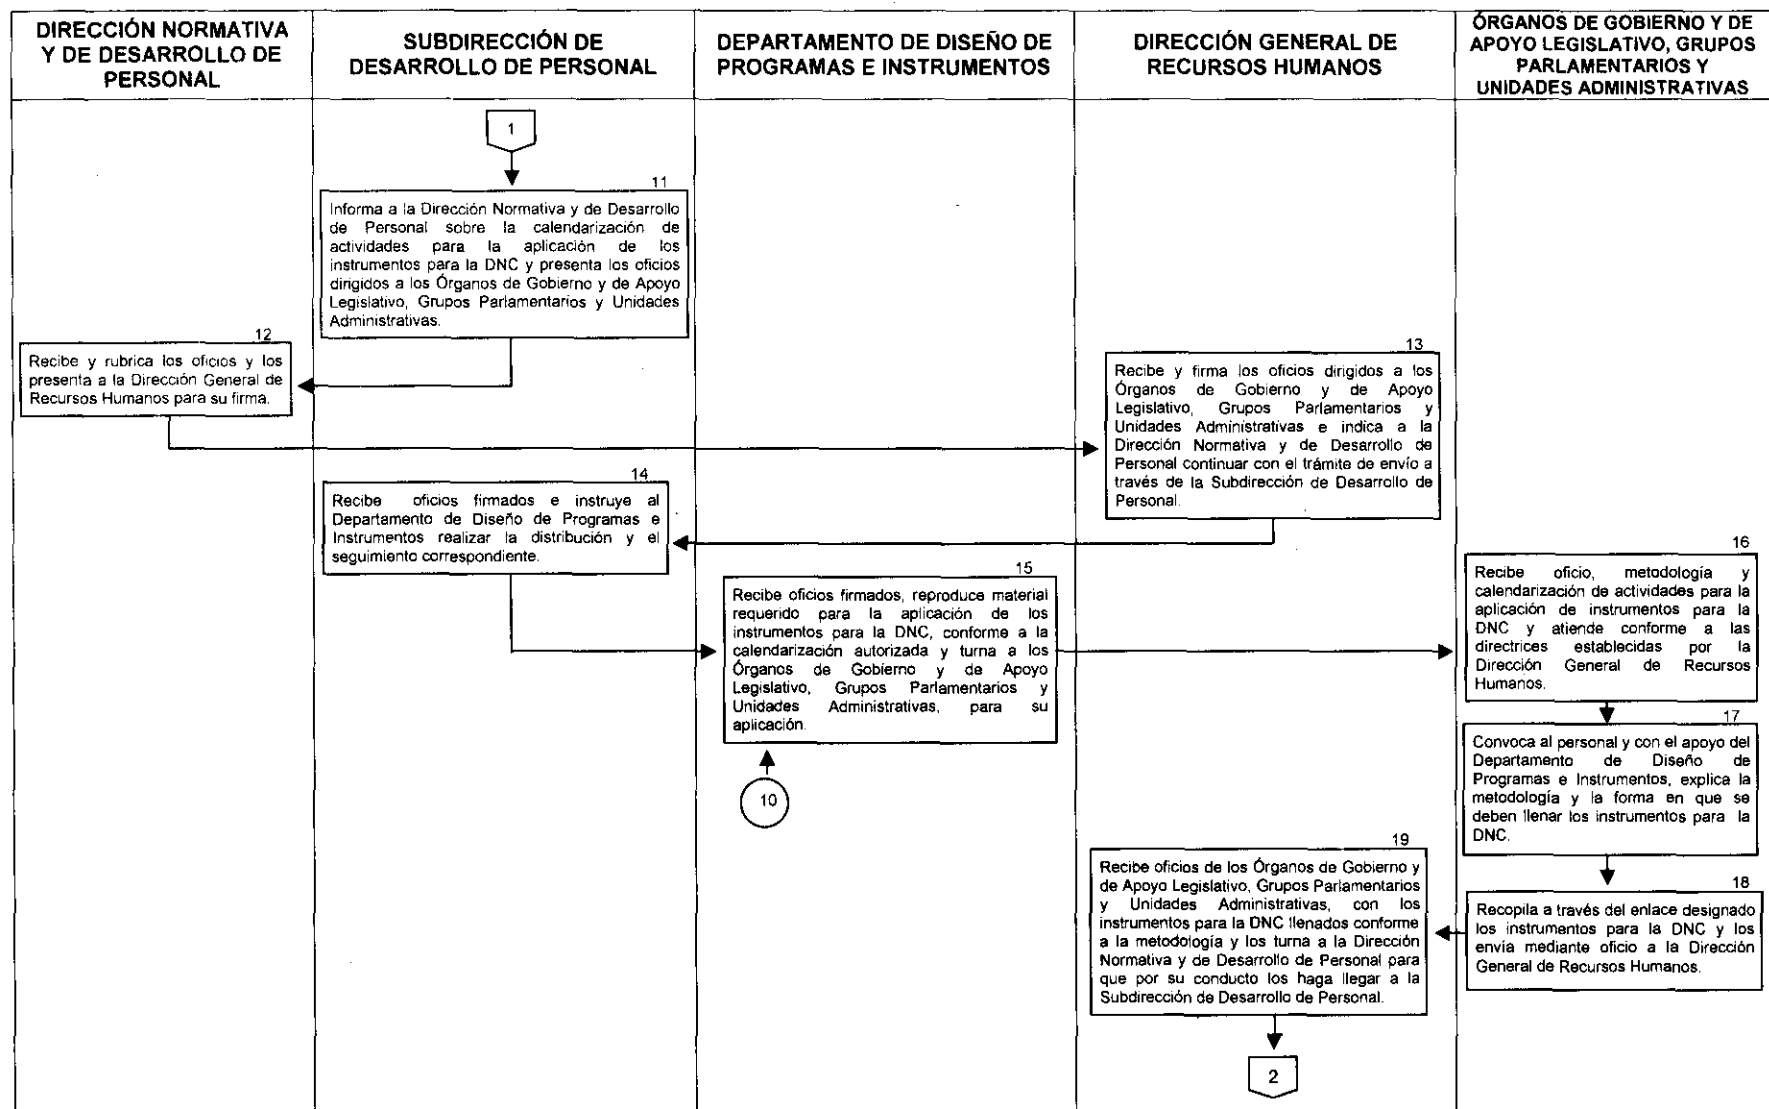 DIRECCIÓN NORMATIVA
Y DE DESARROLLO DE
PERSONAL
SUBDIRECCIÓN DE
DESARROLLO DE PERSONAL
DEPARTAMENTO DE DISEÑO DE
PROGRAMAS E INSTRUMENTOS
DIRECCIÓN GENERAL DE
RECURSOS HUMANOS
ÓRGANOS DE GOBIERNO Y DE
APOYO LEGISLATIVO, GRUPOS
PARLAMENTARIOS Y
UNIDADES ADMINISTRATIVAS
1
11
Informa a la Dirección Normativa y de Desarrollo
de Personal sobre la calendarización de
actividades para la aplicación de los
instrumentos para la DNC y presenta los oficios
dirigidos a los Órganos de Gobierno y de Apoyo
Legislativo, Grupos Parlamentarios y Unidades
Administrativas.
12
Recibe y rubrica los oficios y los
presenta a la Dirección General de
Recursos Humanos para su firma.
13
Recibe y firma los oficios dirigidos a los
Órganos de Gobierno y de Apoyo
Legislativo, Grupos Parlamentarios y
Unidades Administrativas e indica a la
Dirección Normativa y de Desarrollo de
Personal continuar con el trámite de envío a
través de la Subdirección de Desarrollo de
Personal.
14
Recibe oficios firmados e instruye al
Departamento de Diseño de Programas e
Instrumentos realizar la distribución y el
seguimiento correspondiente.
15
Recibe oficios firmados, reproduce material
requerido para la aplicación de los
instrumentos para la DNC, conforme a la
calendarización autorizada y turna a los
Órganos de Gobierno y de Apoyo
Legislativo, Grupos Parlamentarios y
Unidades Administrativas, para su
aplicación.
10
16
Recibe oficio, metodología y
calendarización de actividades para la
aplicación de instrumentos para la
DNC y atiende conforme a las
directrices establecidas por la
Dirección General de Recursos
Humanos.
17
Convoca al personal y con el apoyo del
Departamento de Diseño de
Programas e Instrumentos, explica la
metodología y la forma en que se
deben llenar los instrumentos para la
DNC.
18
Recopila a través del enlace designado
los instrumentos para la DNC y los
envía mediante oficio a la Dirección
General de Recursos Humanos.
19
Recibe oficios de los Órganos de Gobierno y
de Apoyo Legislativo, Grupos Parlamentarios
y Unidades Administrativas, con los
instrumentos para la DNC llenados conforme
a la metodología y los turna a la Dirección
Normativa y de Desarrollo de Personal para
que por su conducto los haga llegar a la
Subdirección de Desarrollo de Personal.
2